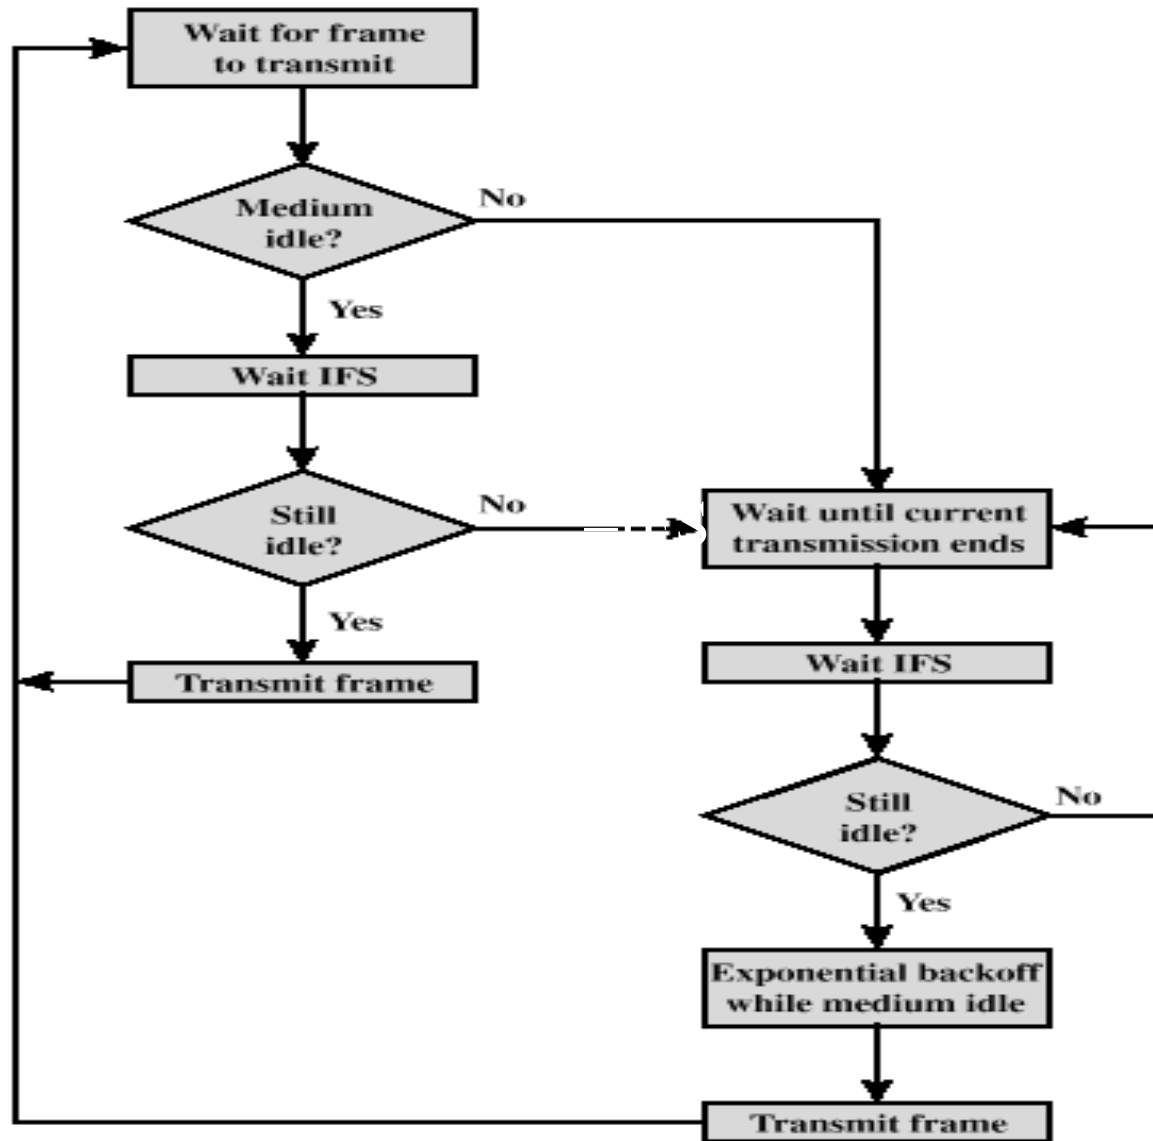 Wait for frame
to transmit
Medium
idle?
No
Yes
Wait IFS
Still
idle?
No
Yes
Transmit frame
Wait until current
transmission ends
Wait IFS
Still
idle?
No
Yes
Exponential backoff
while medium idle
Transmit frame